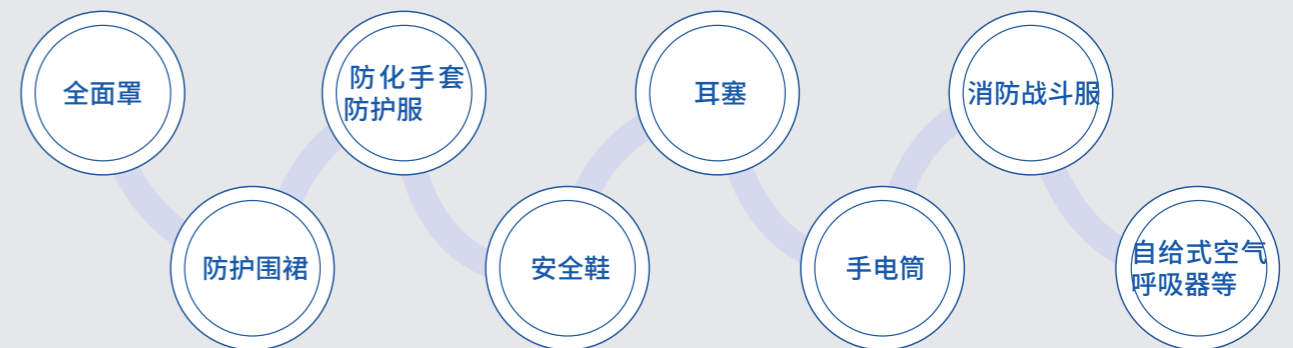 全面罩
防护围裙
防化手套
防护服
安全鞋
耳塞
手电筒
消防战斗服
自给式空气
呼吸器等